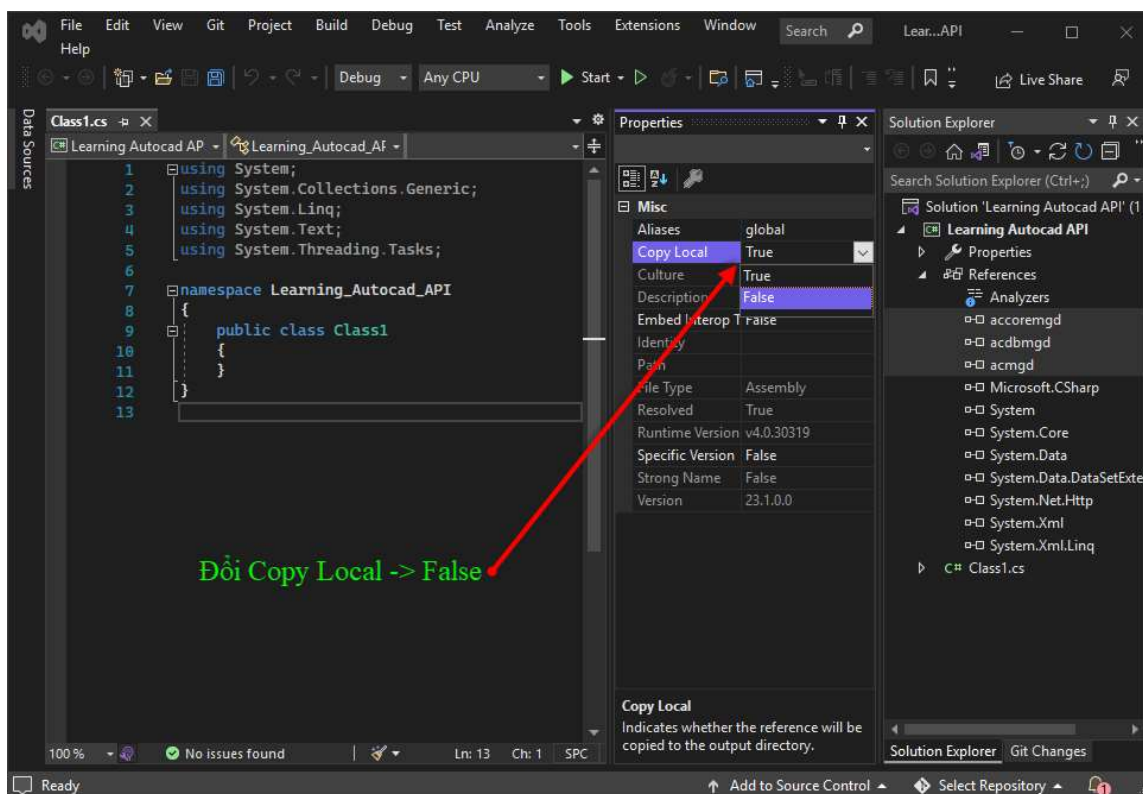 File Edit View Git Project Build Debug Test Analyze Tools Extensions Window Search Lear...API
Help
Debug Any CPU Start Live Share
Data Sources
Class1.cs
Learning Autocad AP Learning_Autocad_AF
1 using System;
2 using System.Collections.Generic;
3 using System.Linq;
4 using System.Text;
5 using System.Threading.Tasks;
6
7 namespace Learning_Autocad_API
8 {
9 public class Class1
10 {
11 }
12 }
13
Đổi Copy Local -> False
100 % No issues found Ln: 13 Ch: 1 SPC
Properties
Misc
Aliases global
Copy Local True
Culture True
Description False
Embed Interop T False
Identity
Path
File Type Assembly
Resolved True
Runtime Version v4.0.30319
Specific Version False
Strong Name False
Version 23.1.0.0
Copy Local
Indicates whether the reference will be
copied to the output directory.
Solution Explorer
Search Solution Explorer (Ctrl+;)
Solution 'Learning Autocad API' (1
C# Learning Autocad API
Properties
References
Analyzers
accoremgd
acdbmgd
acmgd
Microsoft.CSharp
System
System.Core
System.Data
System.Data.DataSetExte
System.Net.Http
System.Xml
System.Xml.Linq
C# Class1.cs
Solution Explorer Git Changes
Ready Add to Source Control Select Repository 1